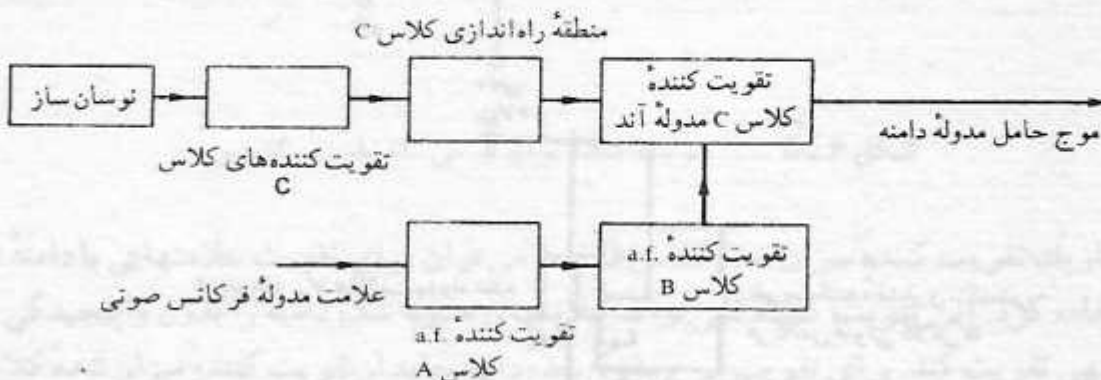 منطقهٔ راه‌اندازی کلاس C
نوسان ساز
تقویت کنندهٔ
کلاس C مدولهٔ آند
موج حامل مدولهٔ دامنه
تقویت کننده‌های کلاس
C
تقویت کنندهٔ a.f.
کلاس B
علامت مدولهٔ فرکانس صوتی
تقویت کنندهٔ a.f.
کلاس A